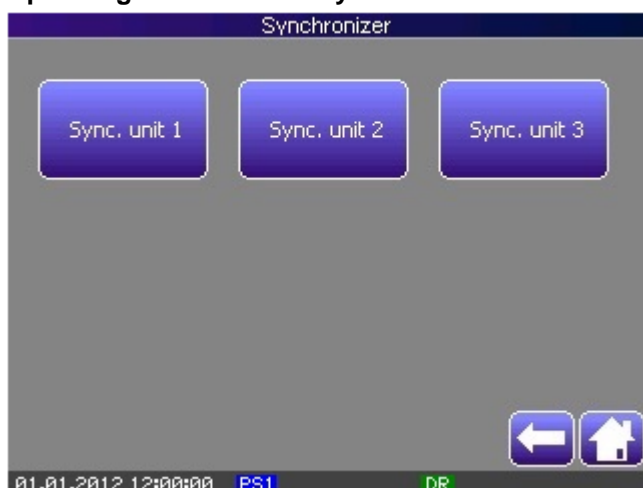 Synchronizer
Sync. unit 1 Sync. unit 2 Sync. unit 3
01.01.2012 12:00:00 PS1 DR